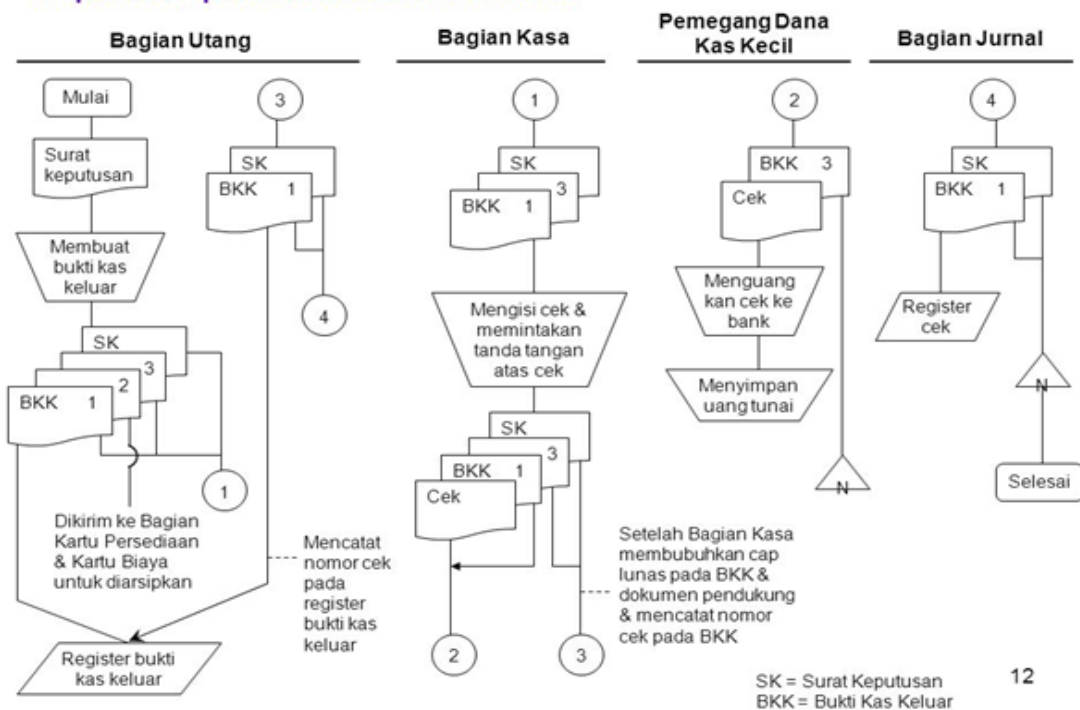 Bagian Utang
Mulai
Surat
keputusan
Membuat
bukti kas
keluar
SK
3
2
BKK 1
1
Dikirim ke Bagian
Kartu Persediaan
& Kartu Biaya
untuk diarsipkan
Register bukti
kas keluar
3
SK
BKK 1
4
Mencatat
nomor cek
pada
register
bukti kas
keluar
Bagian Kasa
1
SK
3
BKK 1
Mengisi cek &
memintakan
tanda tangan
atas cek
SK
3
BKK 1
Cek
2
3
Setelah Bagian Kasa
membubuhkan cap
lunas pada BKK &
dokumen pendukung
& mencatat nomor
cek pada BKK
Pemegang Dana
Kas Kecil
2
BKK 3
Cek
Menguang
kan cek ke
bank
Menyimpan
uang tunai
N
Bagian Jurnal
4
SK
BKK 1
Register
cek
N
Selesai
SK = Surat Keputusan
BKK = Bukti Kas Keluar
12